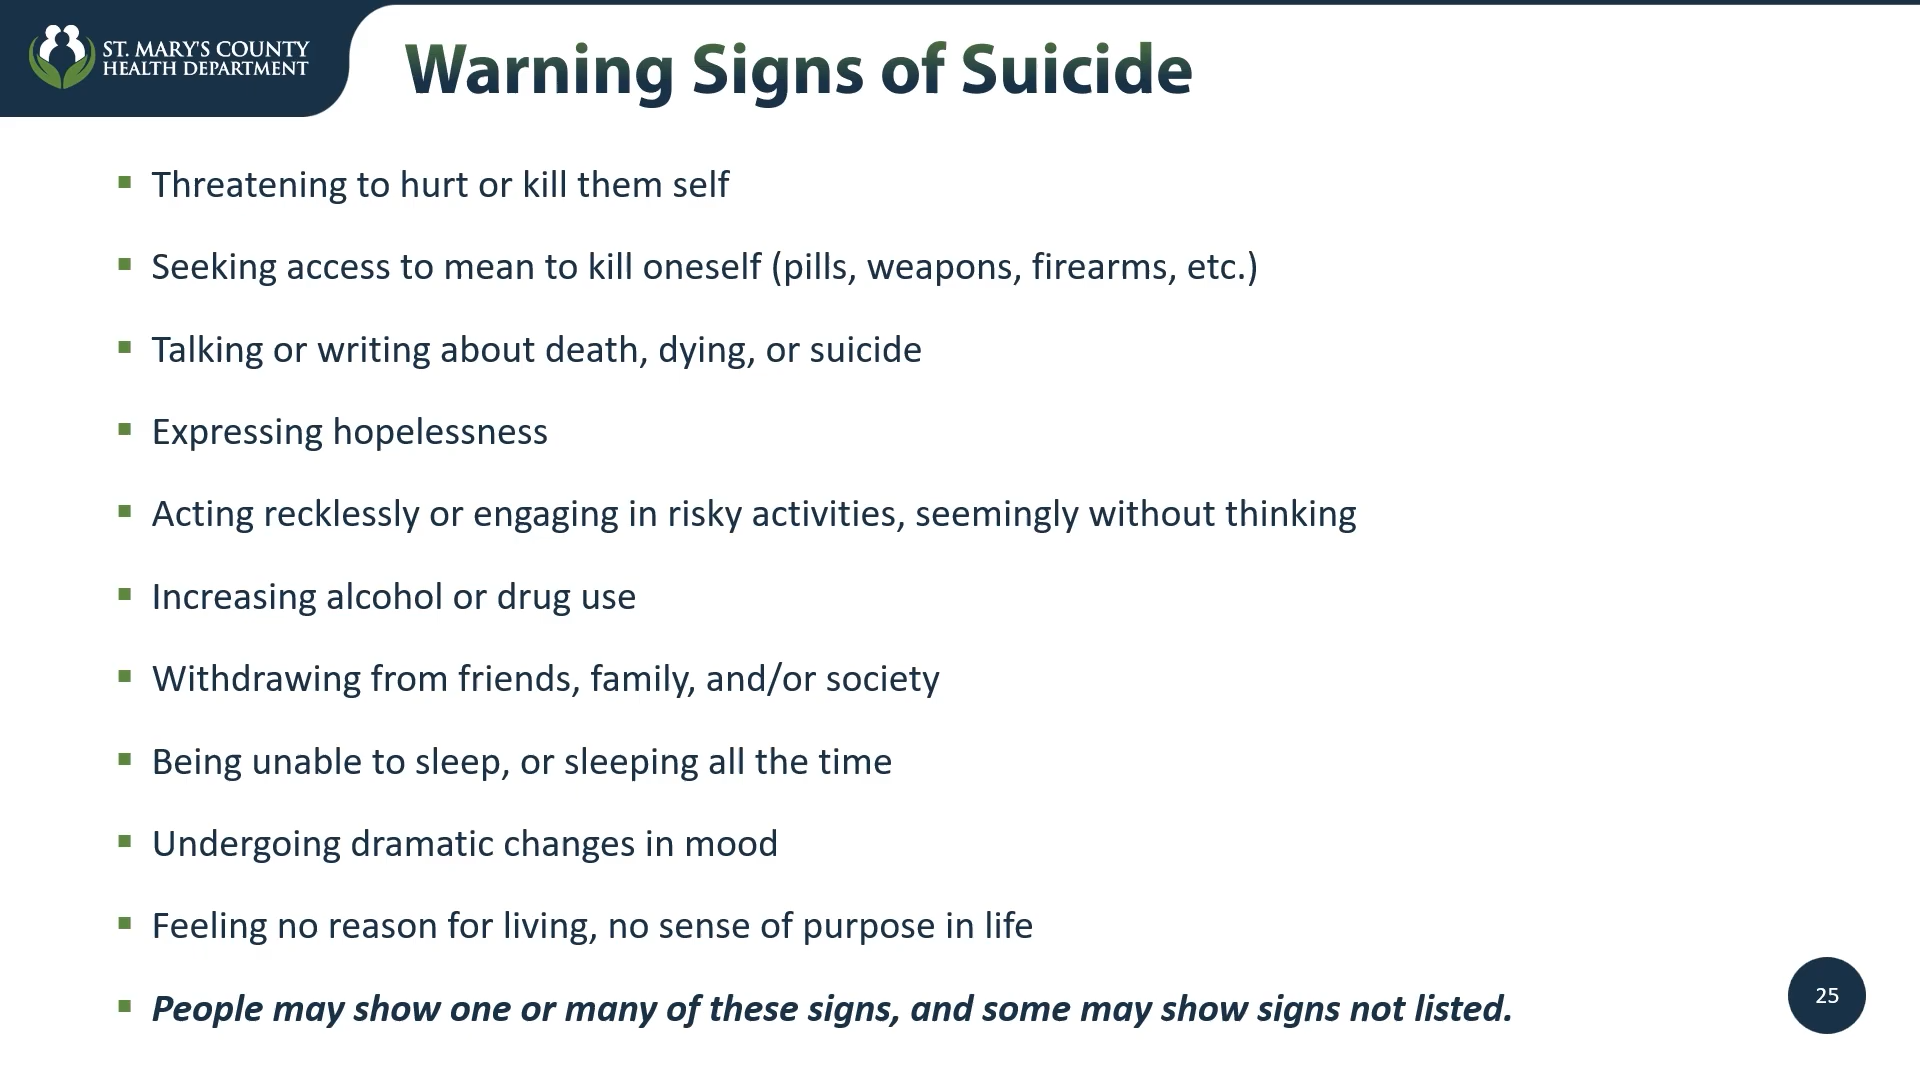 ST. MARY'S COUNTY
HEALTH DEPARTMENT
Warning Signs of Suicide
Threatening to hurt or kill them self
Seeking access to mean to kill oneself (pills, weapons, firearms, etc.)
Talking or writing about death, dying, or suicide
Expressing hopelessness
Acting recklessly or engaging in risky activities, seemingly without thinking
Increasing alcohol or drug use
Withdrawing from friends, family, and/or society
Being unable to sleep, or sleeping all the time
Undergoing dramatic changes in mood
Feeling no reason for living, no sense of purpose in life
People may show one or many of these signs, and some may show signs not listed.
25